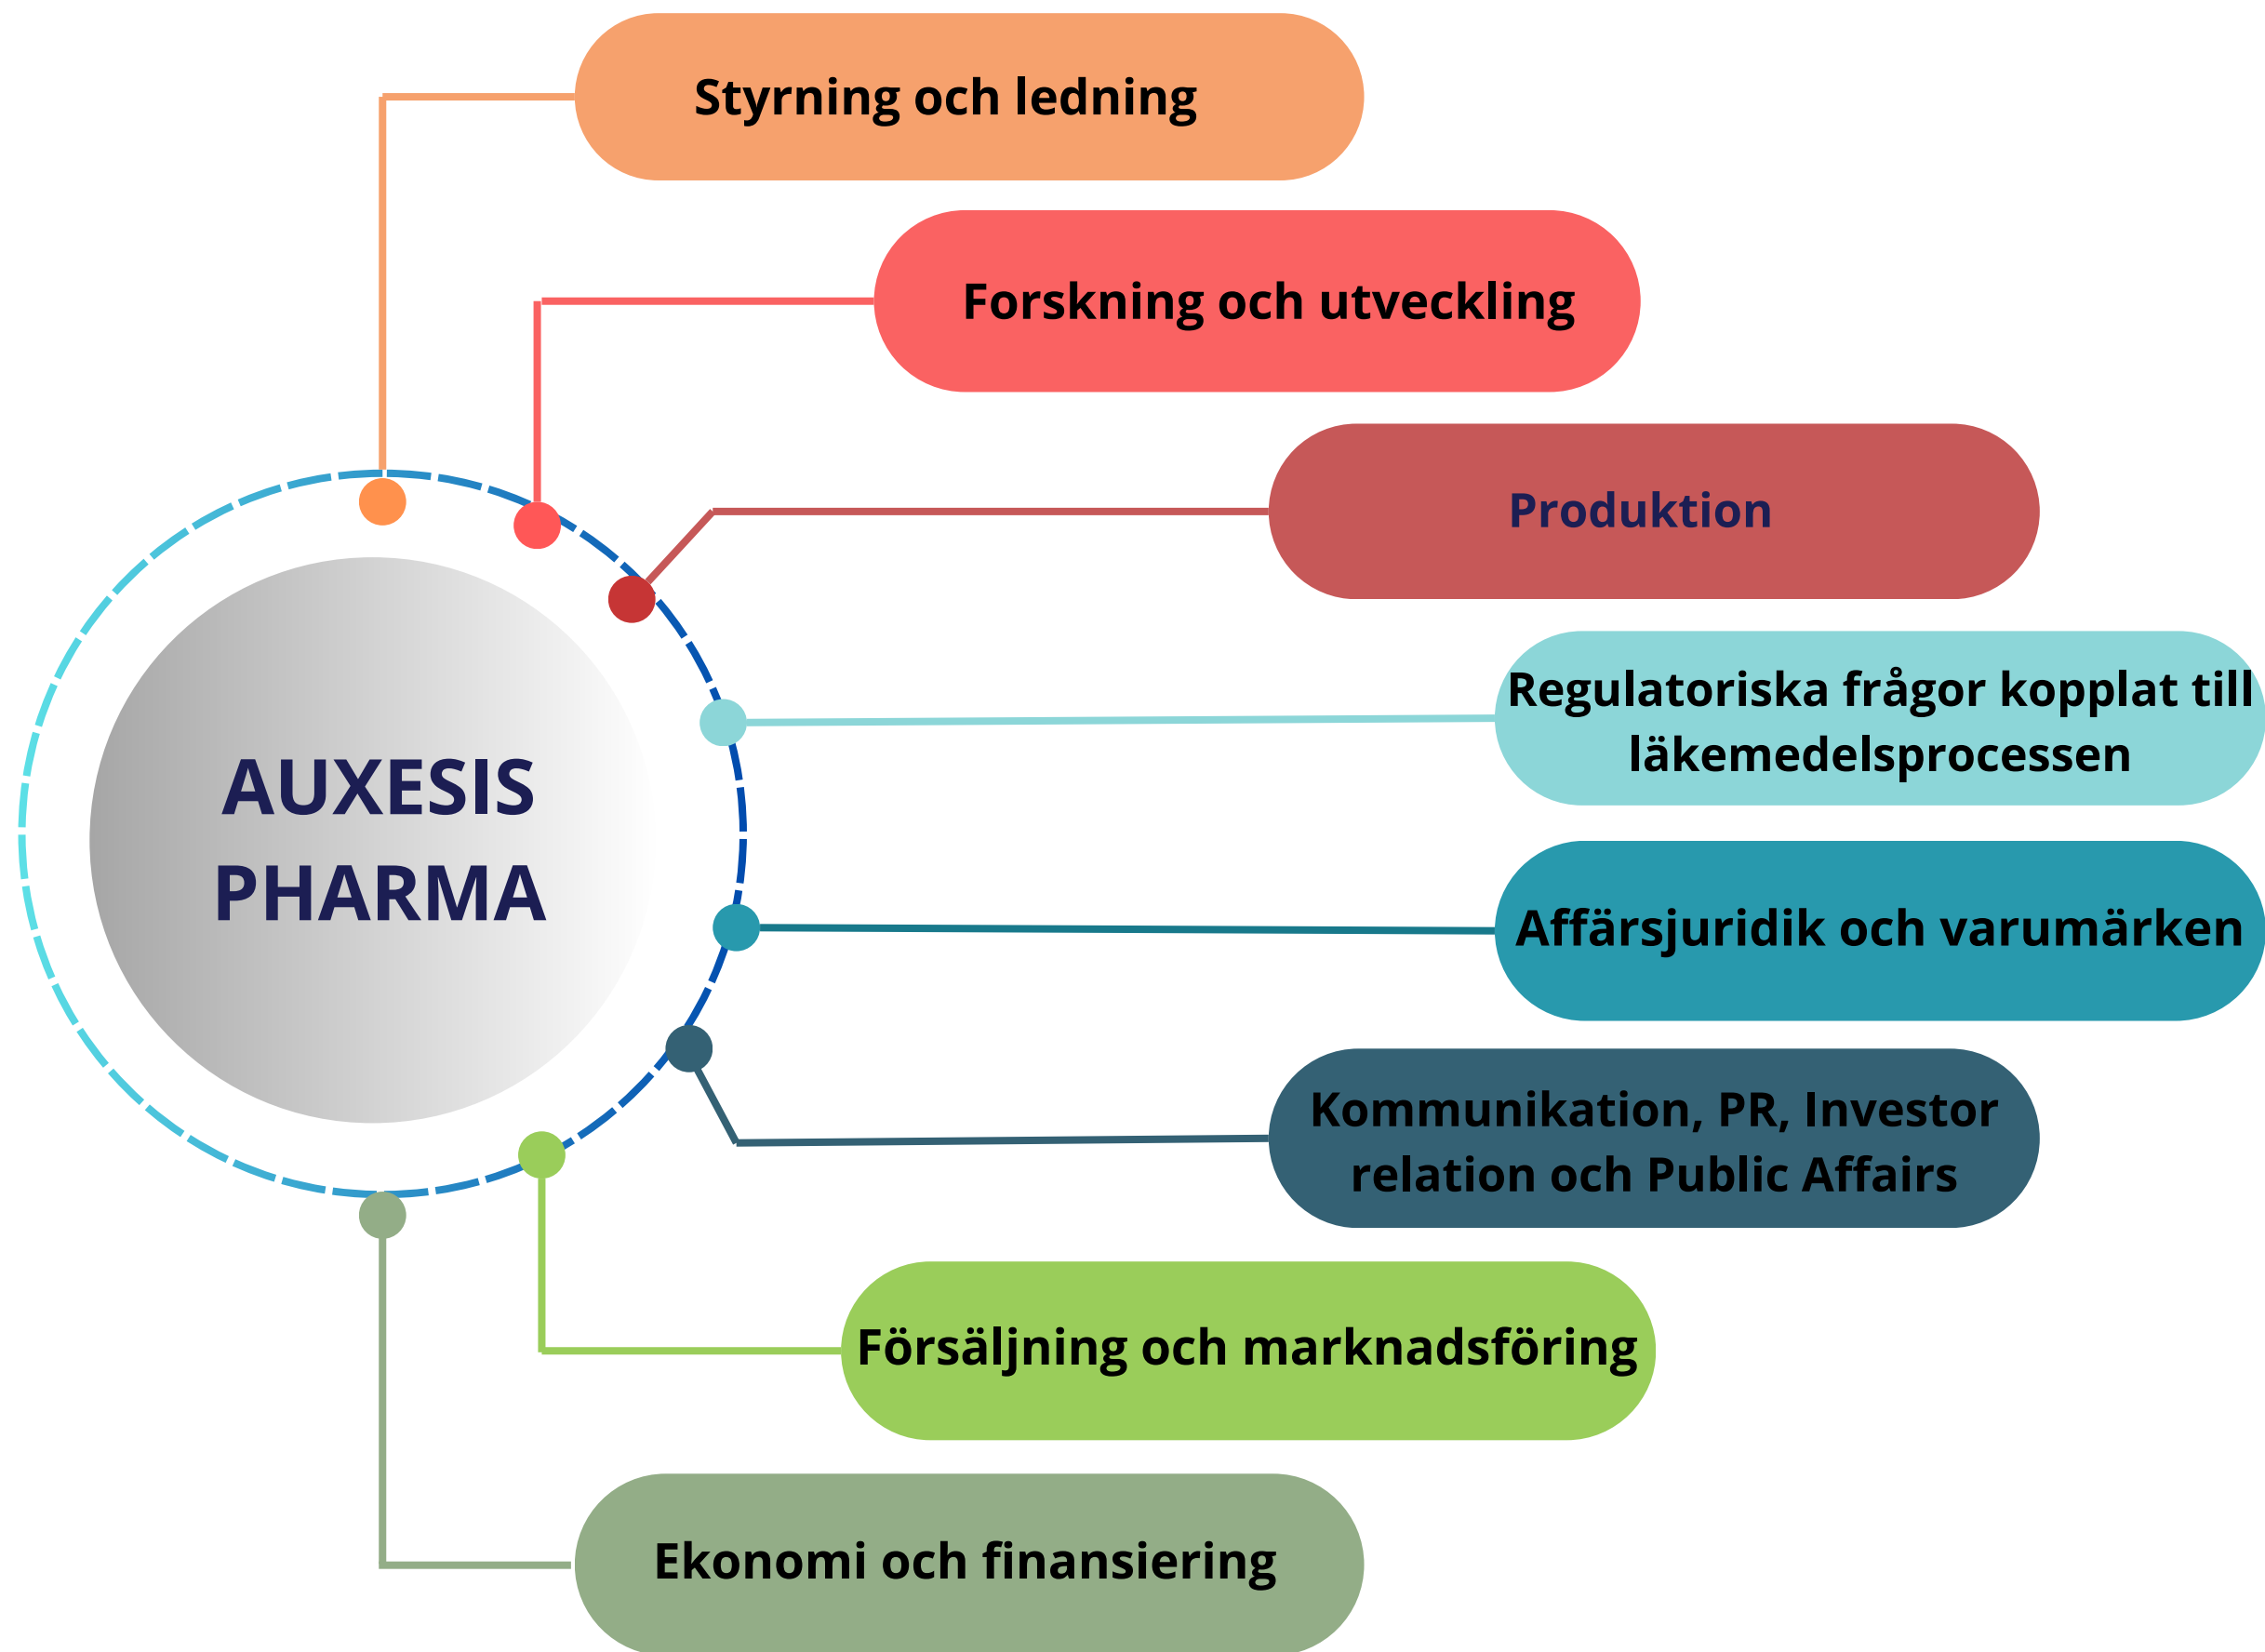 Styrning och ledning
Forskning och utveckling
Produktion
Regulatoriska frågor kopplat till
läkemedelsprocessen
AUXESIS
PHARMA
Affärsjuridik och varumärken
Kommunikation, PR, Investor
relation och Public Affairs
Försäljning och marknadsföring
Ekonomi och finansiering